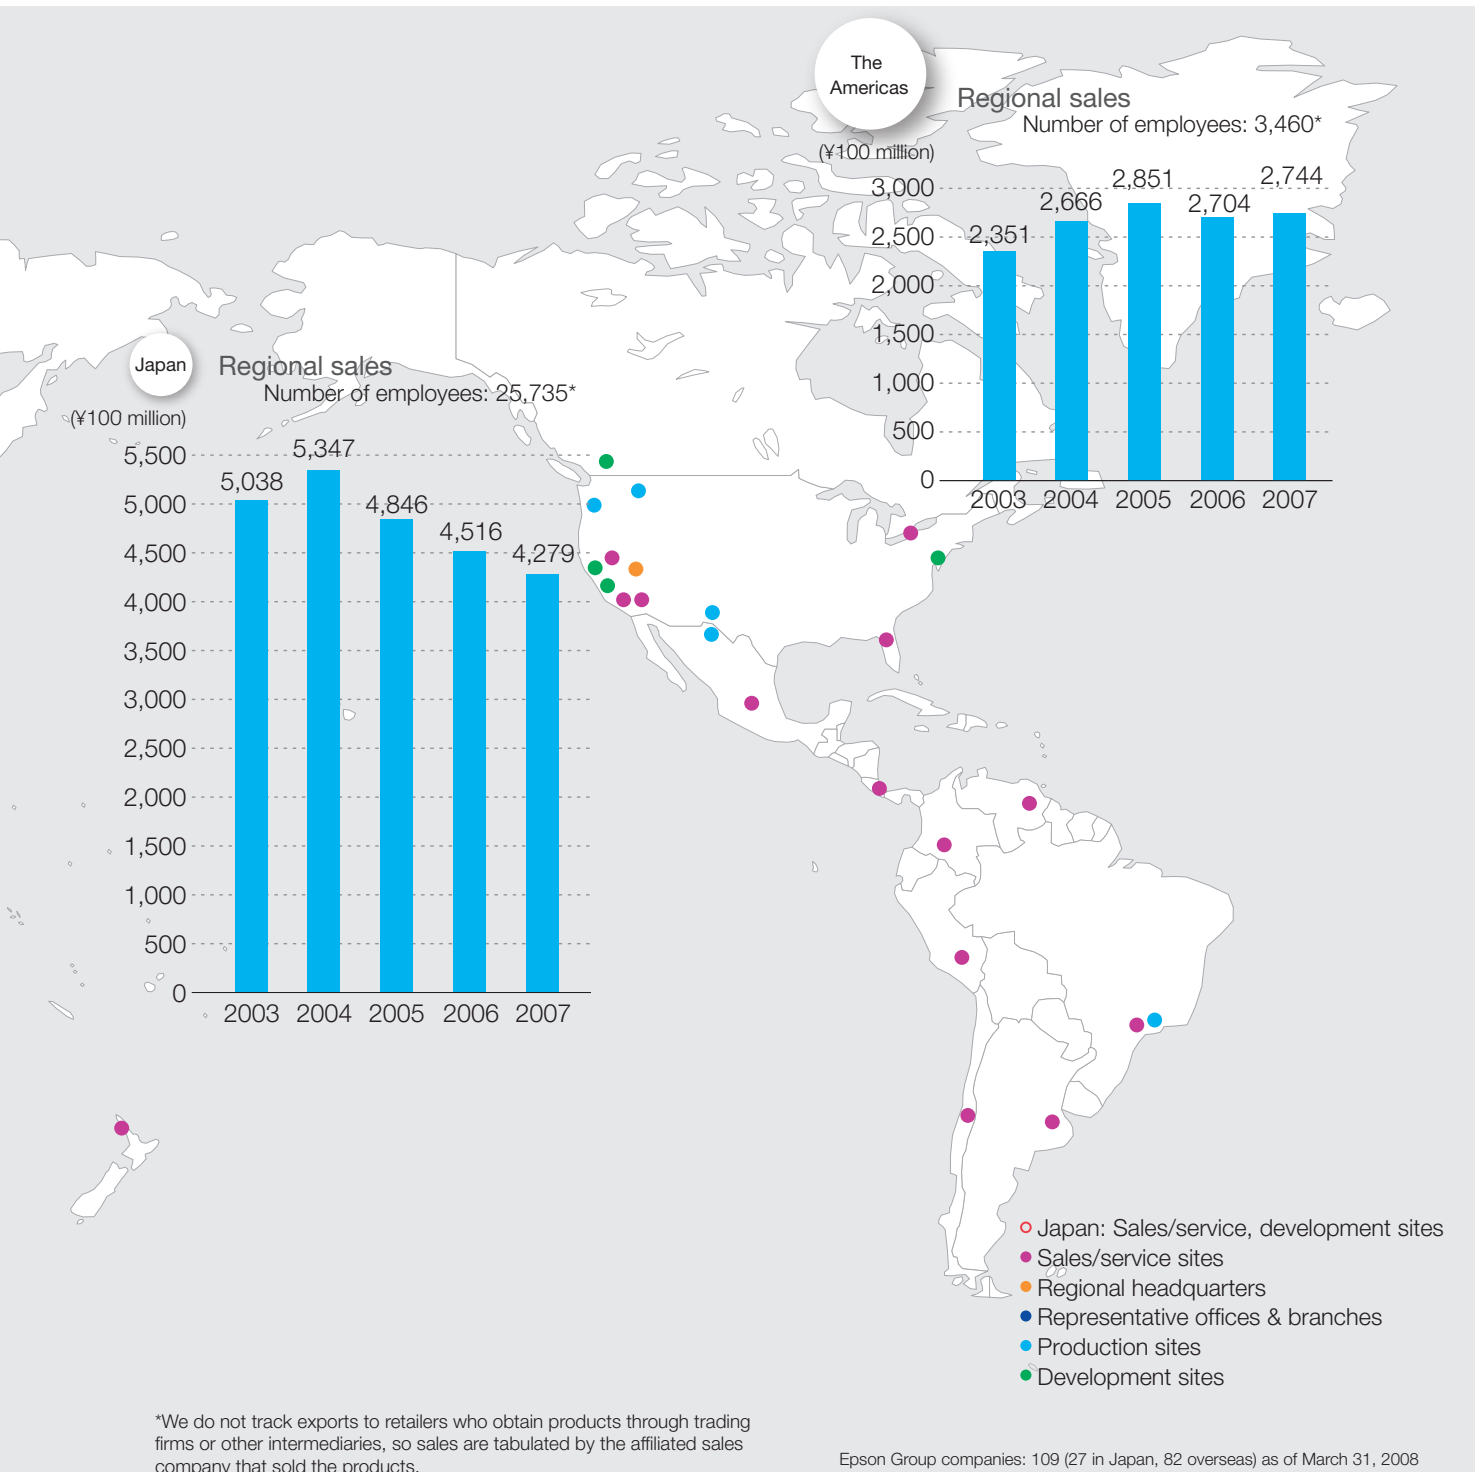 The
Americas
Regional sales
Number of employees: 3,460*
(¥100 million)
3,000
2,500
2,000
1,500
1,000
500
0
2,351
2,666
2,851
2,704
2,744
2003 2004 2005 2006 2007
Japan
Regional sales
Number of employees: 25,735*
(¥100 million)
5,500
5,000
4,500
4,000
3,500
3,000
2,500
2,000
1,500
1,000
500
0
5,038
5,347
4,846
4,516
4,279
2003 2004 2005 2006 2007
Japan: Sales/service, development sites
Sales/service sites
Regional headquarters
Representative offices & branches
Production sites
Development sites
*We do not track exports to retailers who obtain products through trading
firms or other intermediaries, so sales are tabulated by the affiliated sales
company that sold the products.
Epson Group companies: 109 (27 in Japan, 82 overseas) as of March 31, 2008